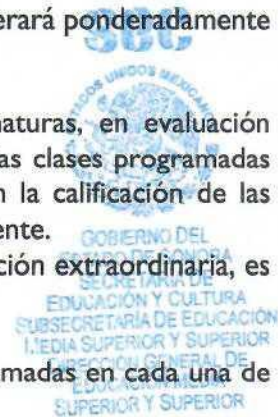 erará ponderadamente
SEC
UNIDOS MEXICANOS
naturas, en evaluación
as clases programadas
n la calificación de las
ente.
GOBIERNO DEL
ción extraordinaria, es
SECRETARIA DE
EDUCACIÓN Y CULTURA
SUBSECRETARÍA DE EDUCACIÓN
MEDIA SUPERIOR Y SUPERIOR
madas en cada una de
DIRECCIÓN GENERAL DE
SUPERIOR Y SUPERIOR